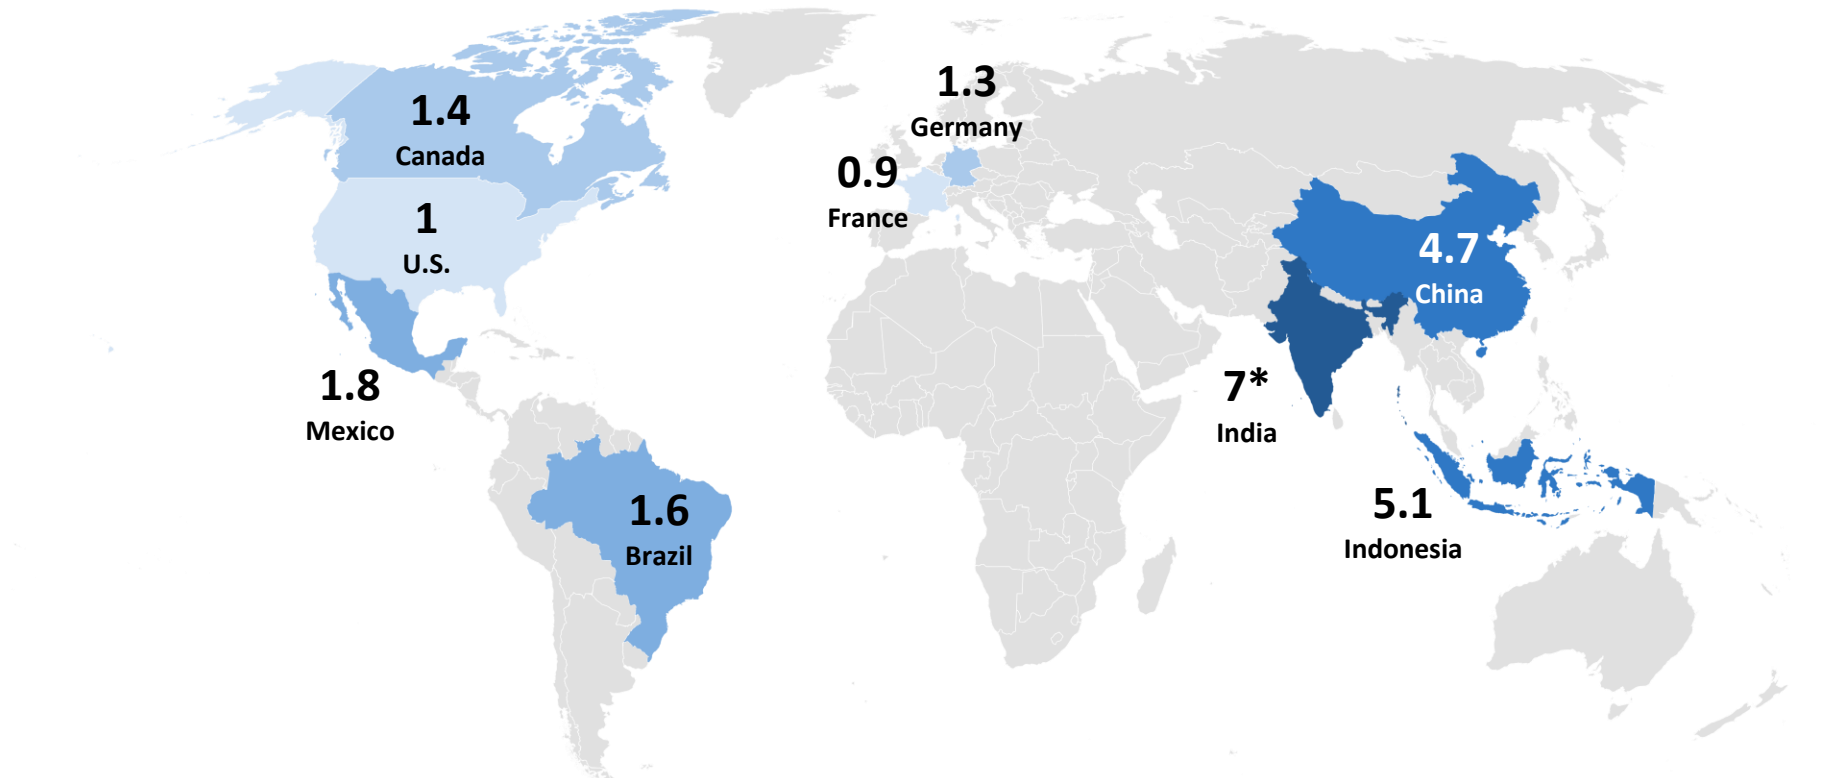 1.4
Canada
1
U.S.
1.8
Mexico
1.6
Brazil
1.3
Germany
0.9
France
4.7
China
7*
India
5.1
Indonesia